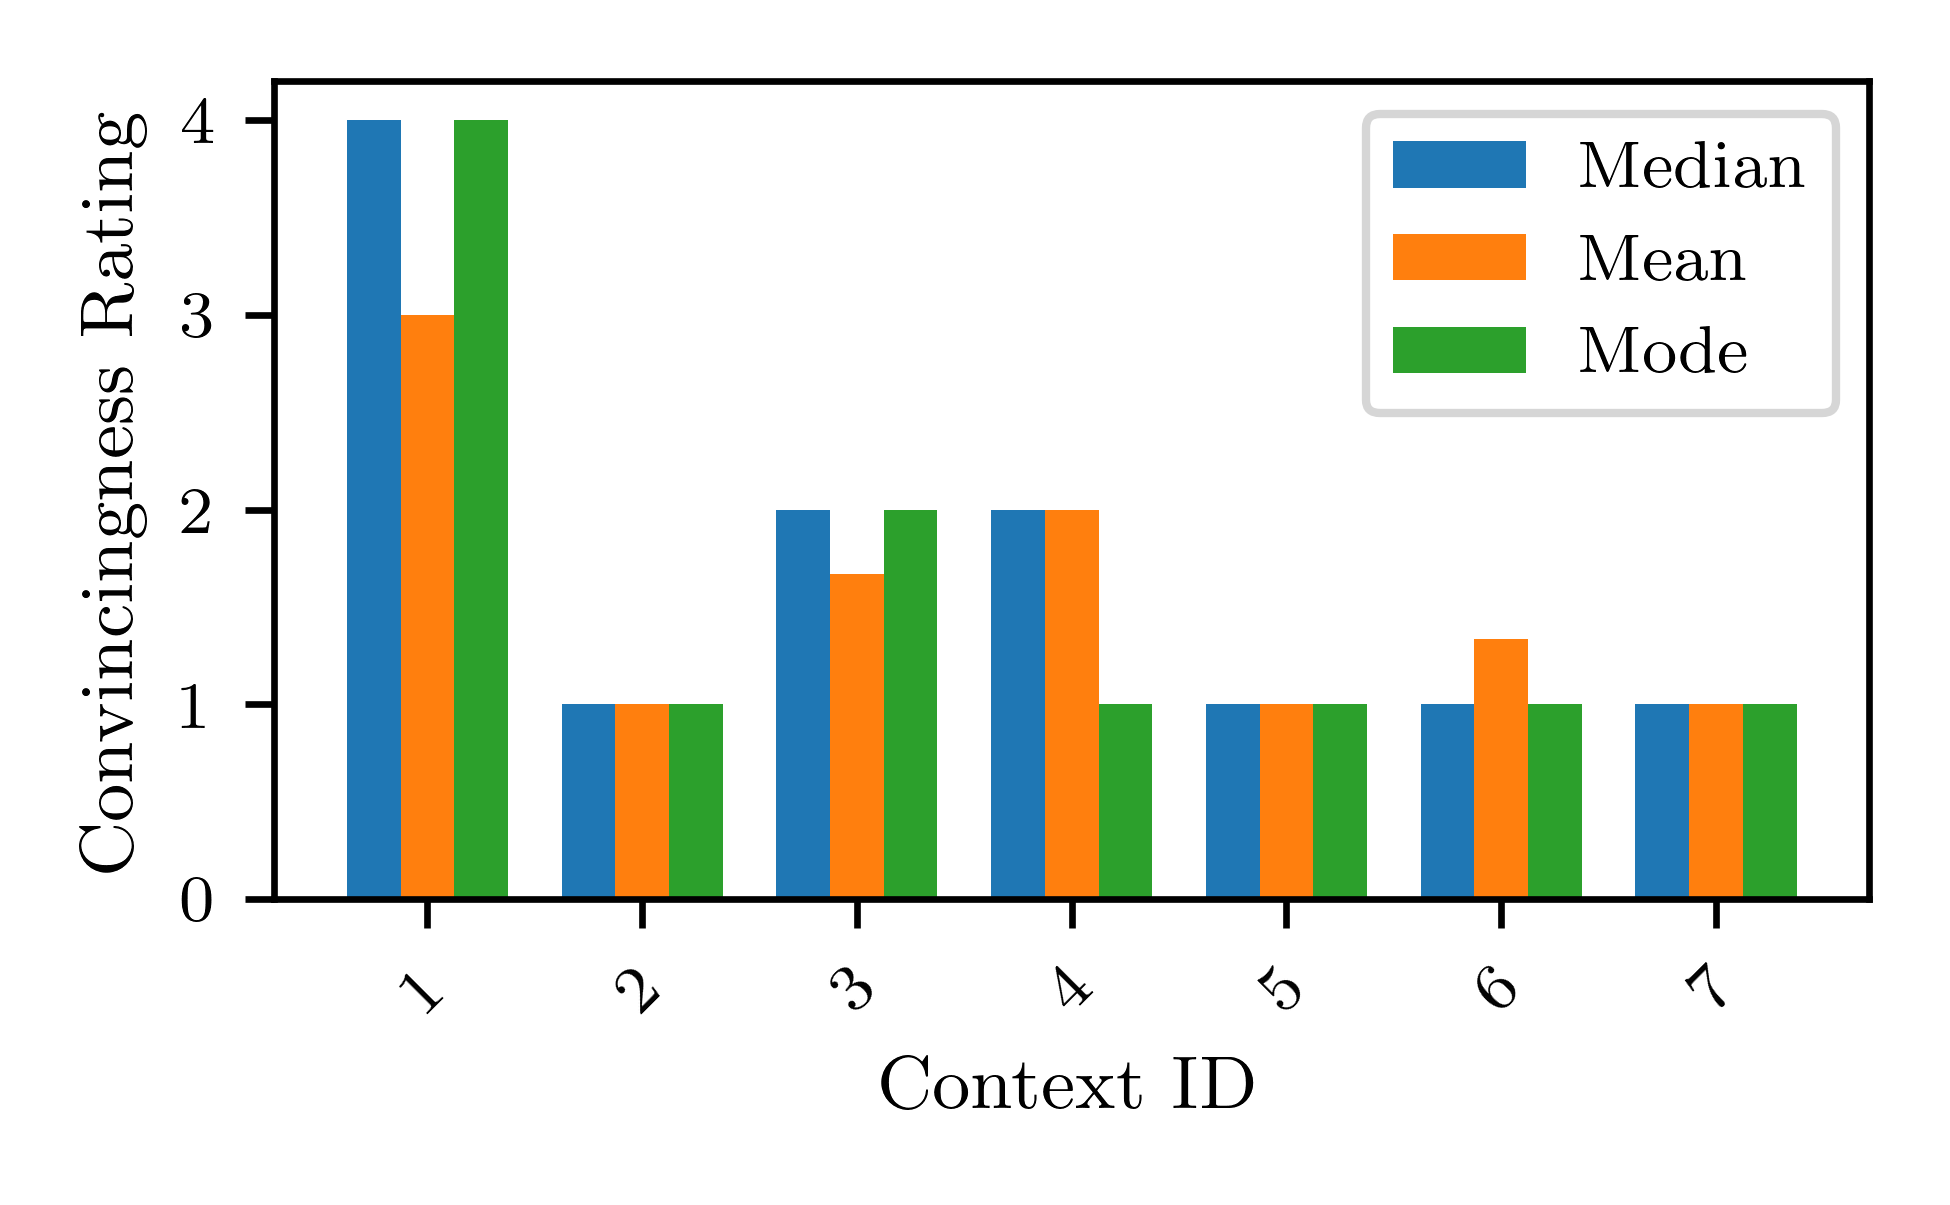 Convincingness Rating
4
3
2
1
0
Median
Mean
Mode
1 2 3 4 5 6 7
Context ID